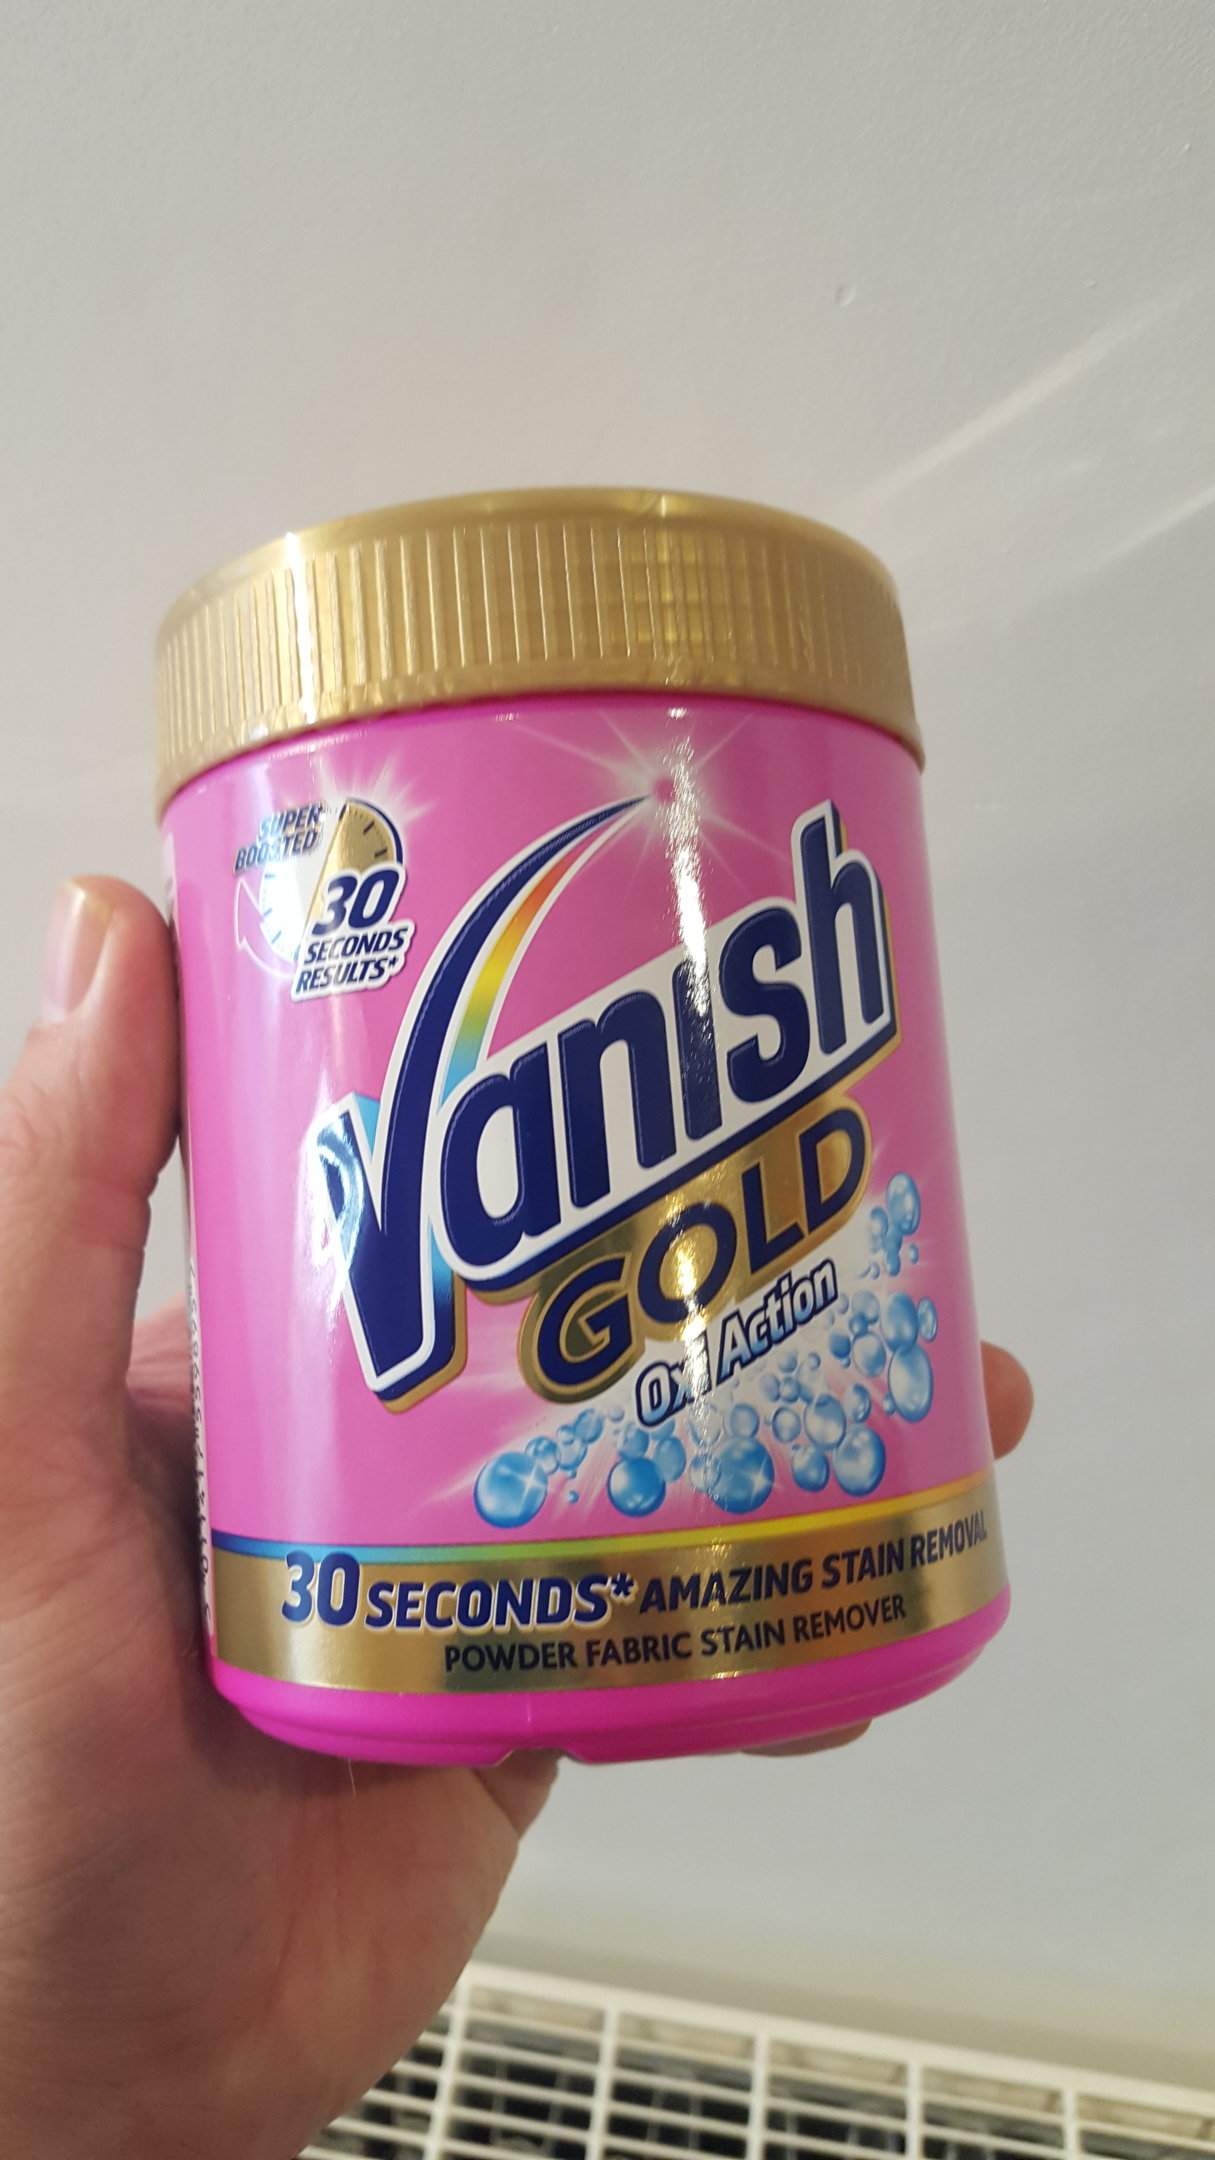 SUPER
BOOSTED
30
SECONDS
RESULTS*
Vanish
GOLD
Oxi Action
30 SECONDS* AMAZING STAIN REMOVAL
POWDER FABRIC STAIN REMOVER